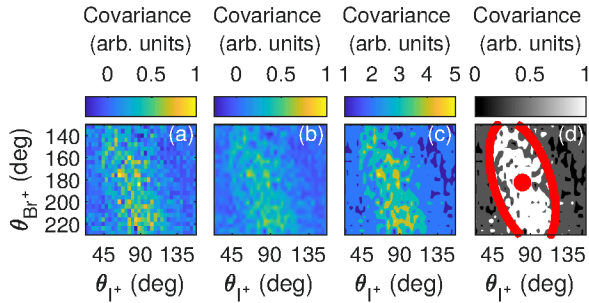 Covariance Covariance Covariance Covariance
(arb. units) (arb. units) (arb. units) (arb. units)
0 0.5 1 0 0.5 1 1 2 3 4 5 0 0.5 1
(a) (b) (c) (d)
140
160
180
200
220
θBr+ (deg)
45 90 135 45 90 135 45 90 135 45 90 135
θI+ (deg) θI+ (deg) θI+ (deg) θI+ (deg)